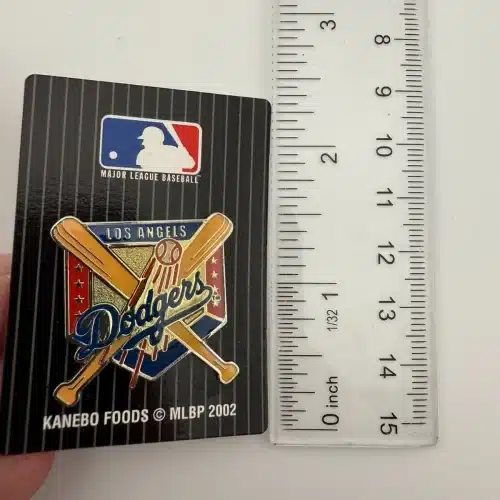 MAJOR LEAGUE BASEBALL
LOS ANGELS
Dodgers
KANEBO FOODS © MLBP 2002
3
2
1
1/32
0 inch
8
9
10
11
12
13
14
15